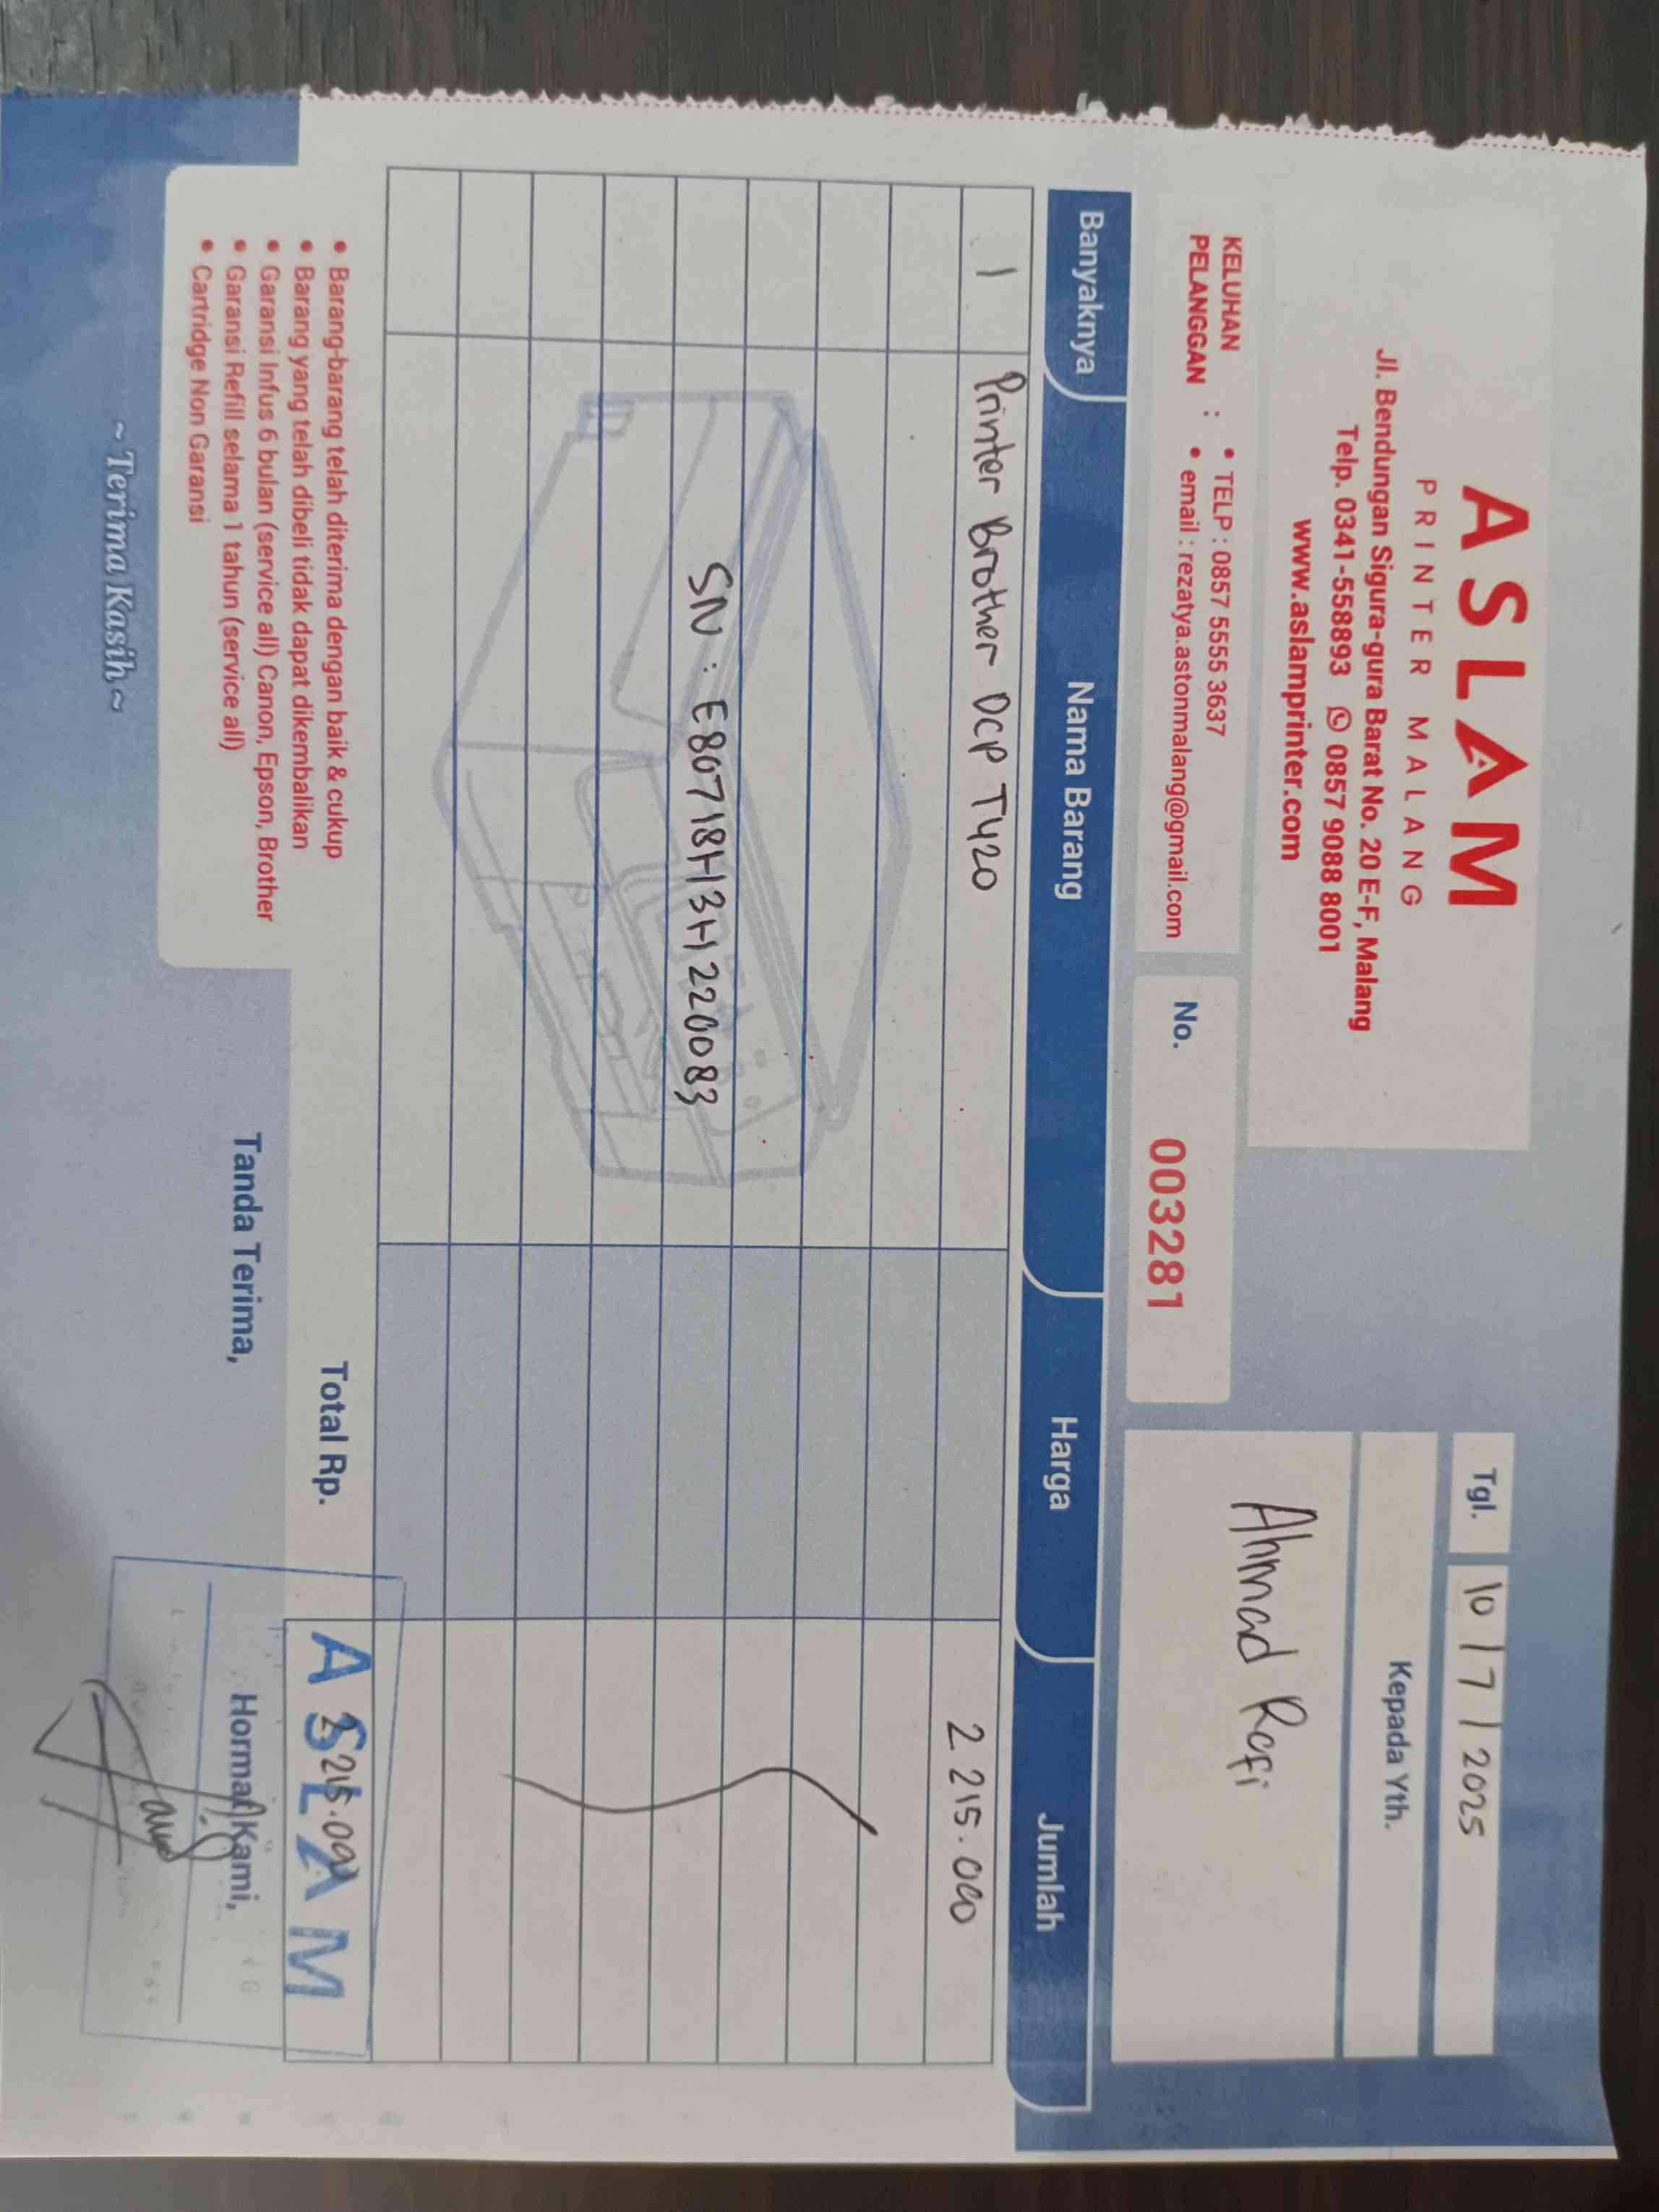 ASLAM
PRINTER MALANG
Jl. Bendungan Sigura-gura Barat No. 20 E-F, Malang
Telp. 0341-558893 0857 9088 8001
www.aslamprinter.com
Tgl. 10 / 7 / 2025
Kepada Yth.
Ahmad Rafi
KELUHAN PELANGGAN :
• TELP : 0857 5555 3637
• email : rezatya.astonmalang@gmail.com
No. 003281
Banyaknya Nama Barang Harga Jumlah
1 Printer Brother DCP T420 2 215.000
SN : E80718H3H220083
Total Rp. 2 215.000
ASLAM
• Barang-barang telah diterima dengan baik & cukup
• Barang yang telah dibeli tidak dapat dikembalikan
• Garansi Infus 6 bulan (service all) Canon, Epson, Brother
• Garansi Refill selama 1 tahun (service all)
• Cartridge Non Garansi
Tanda Terima,
Hormat Kami,
~ Terima Kasih ~